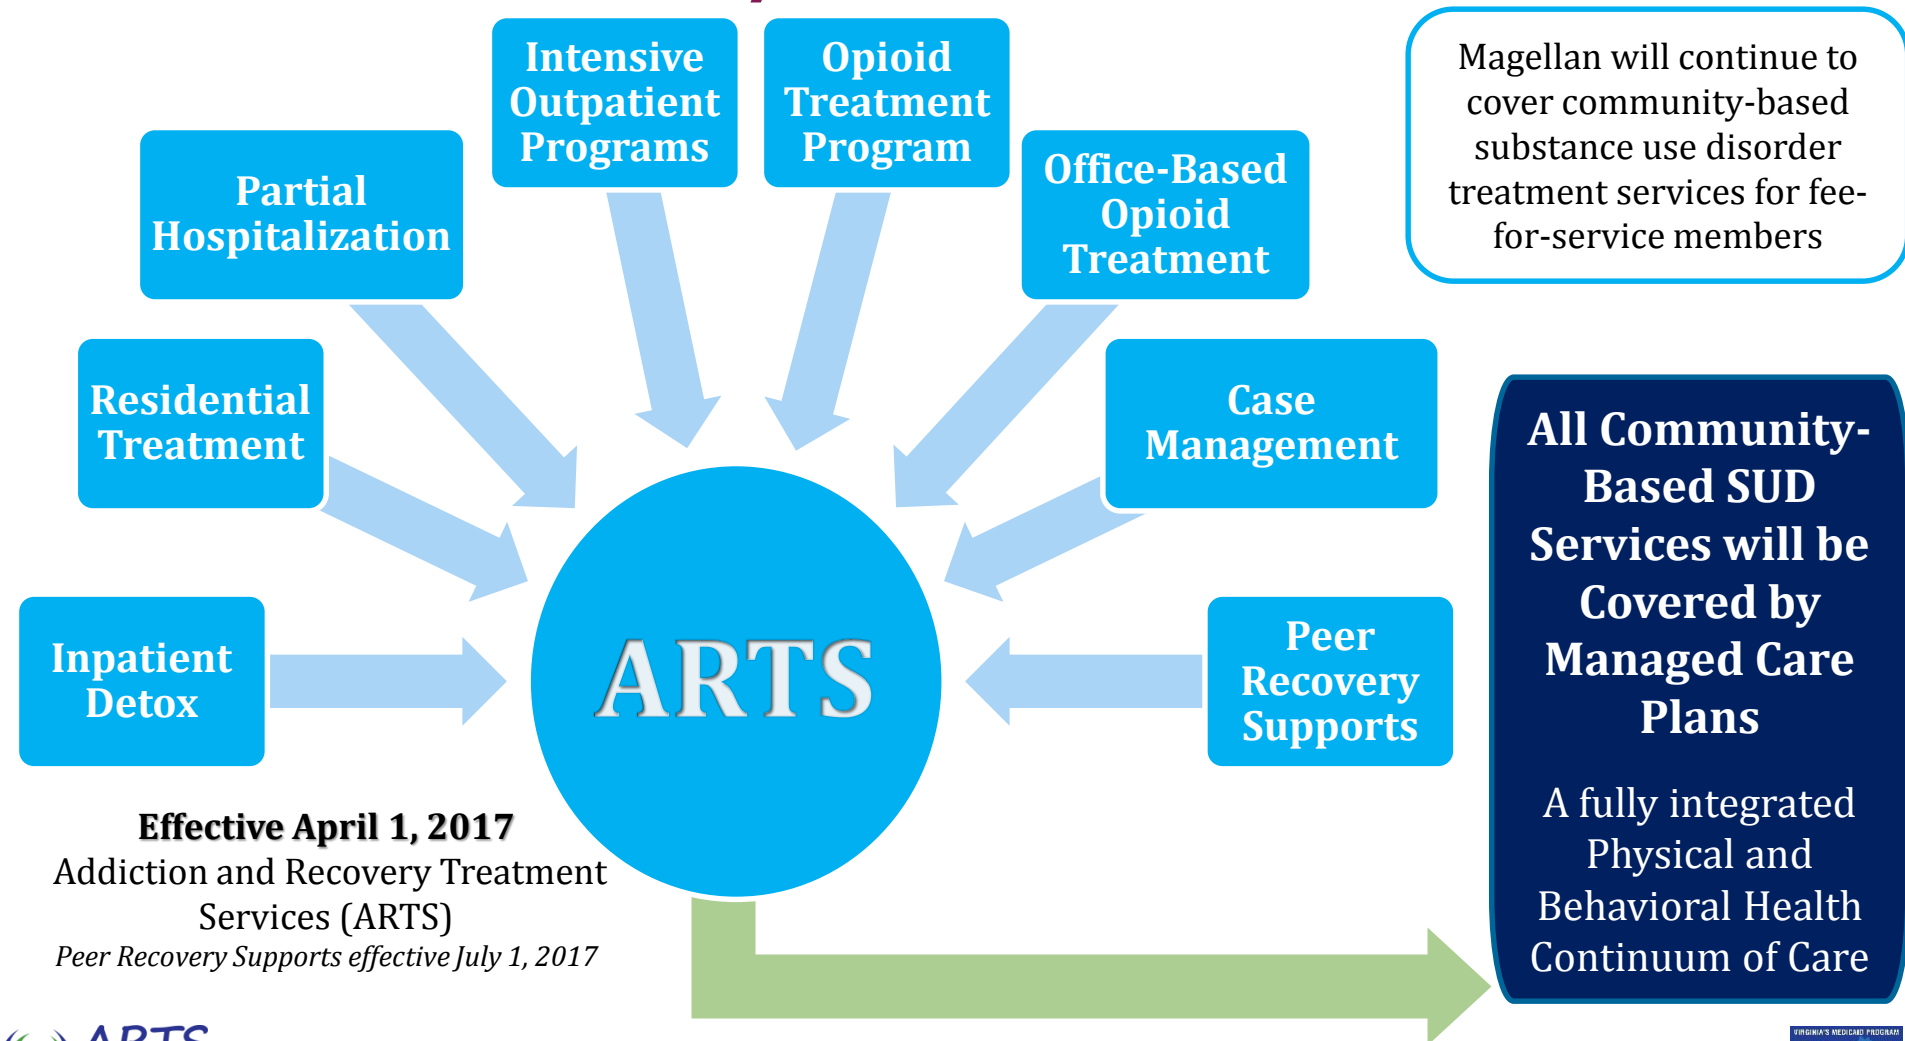 Intensive
Outpatient
Programs
Opioid
Treatment
Program
Magellan will continue to
cover community-based
substance use disorder
treatment services for fee-
for-service members
Partial
Hospitalization
Office-Based
Opioid
Treatment
Residential
Treatment
Case
Management
Inpatient
Detox
ARTS
Peer
Recovery
Supports
All Community-
Based SUD
Services will be
Covered by
Managed Care
Plans
A fully integrated
Physical and
Behavioral Health
Continuum of Care
Effective April 1, 2017
Addiction and Recovery Treatment
Services (ARTS)
Peer Recovery Supports effective July 1, 2017
ARTS
VIRGINIA'S MEDICAID PROGRAM